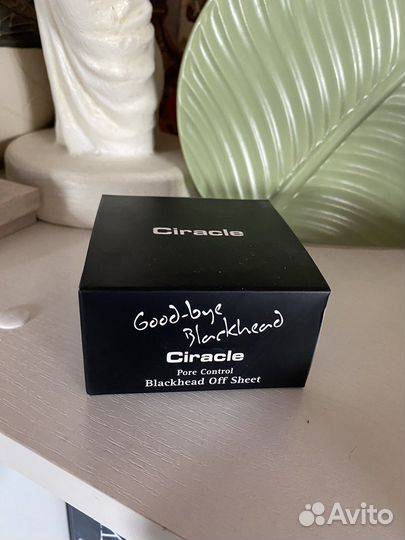 Ciracle
Good-bye
Blackhead
Ciracle
Pore Control
Blackhead Off Sheet
Avito